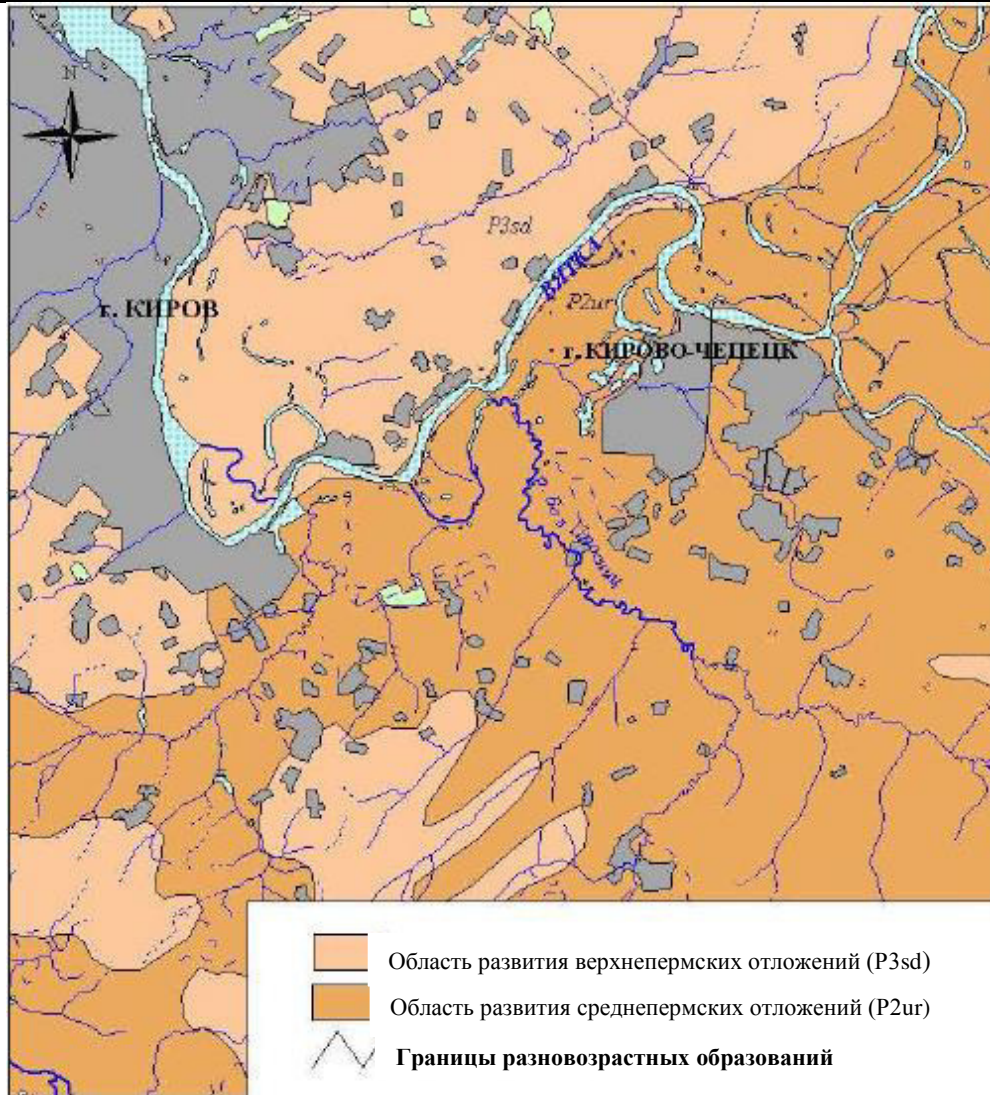 N
P3sd
ВЯТКА
г. КИРОВ
P2ur
г. КИРОВО-ЧЕПЕЦК
Р.
Область развития верхнепермских отложений (P3sd)
Область развития среднепермских отложений (P2ur)
Границы разновозрастных образований